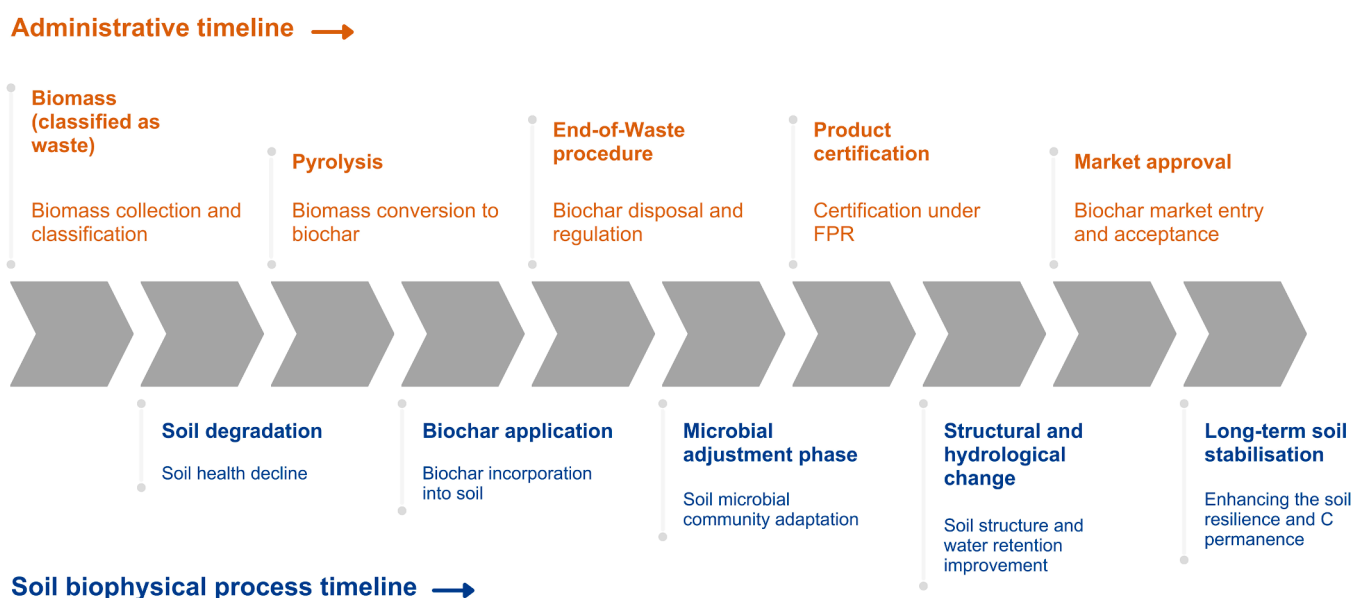 Administrative timeline
Biomass
(classified as
waste)
Biomass collection and
classification
Pyrolysis
Biomass conversion to
biochar
End-of-Waste
procedure
Biochar disposal and
regulation
Product
certification
Certification under
FPR
Market approval
Biochar market entry
and acceptance
Soil degradation
Soil health decline
Biochar application
Biochar incorporation
into soil
Microbial
adjustment phase
Soil microbial
community adaptation
Structural and
hydrological
change
Soil structure and
water retention
improvement
Long-term soil
stabilisation
Enhancing the soil
resilience and C
permanence
Soil biophysical process timeline